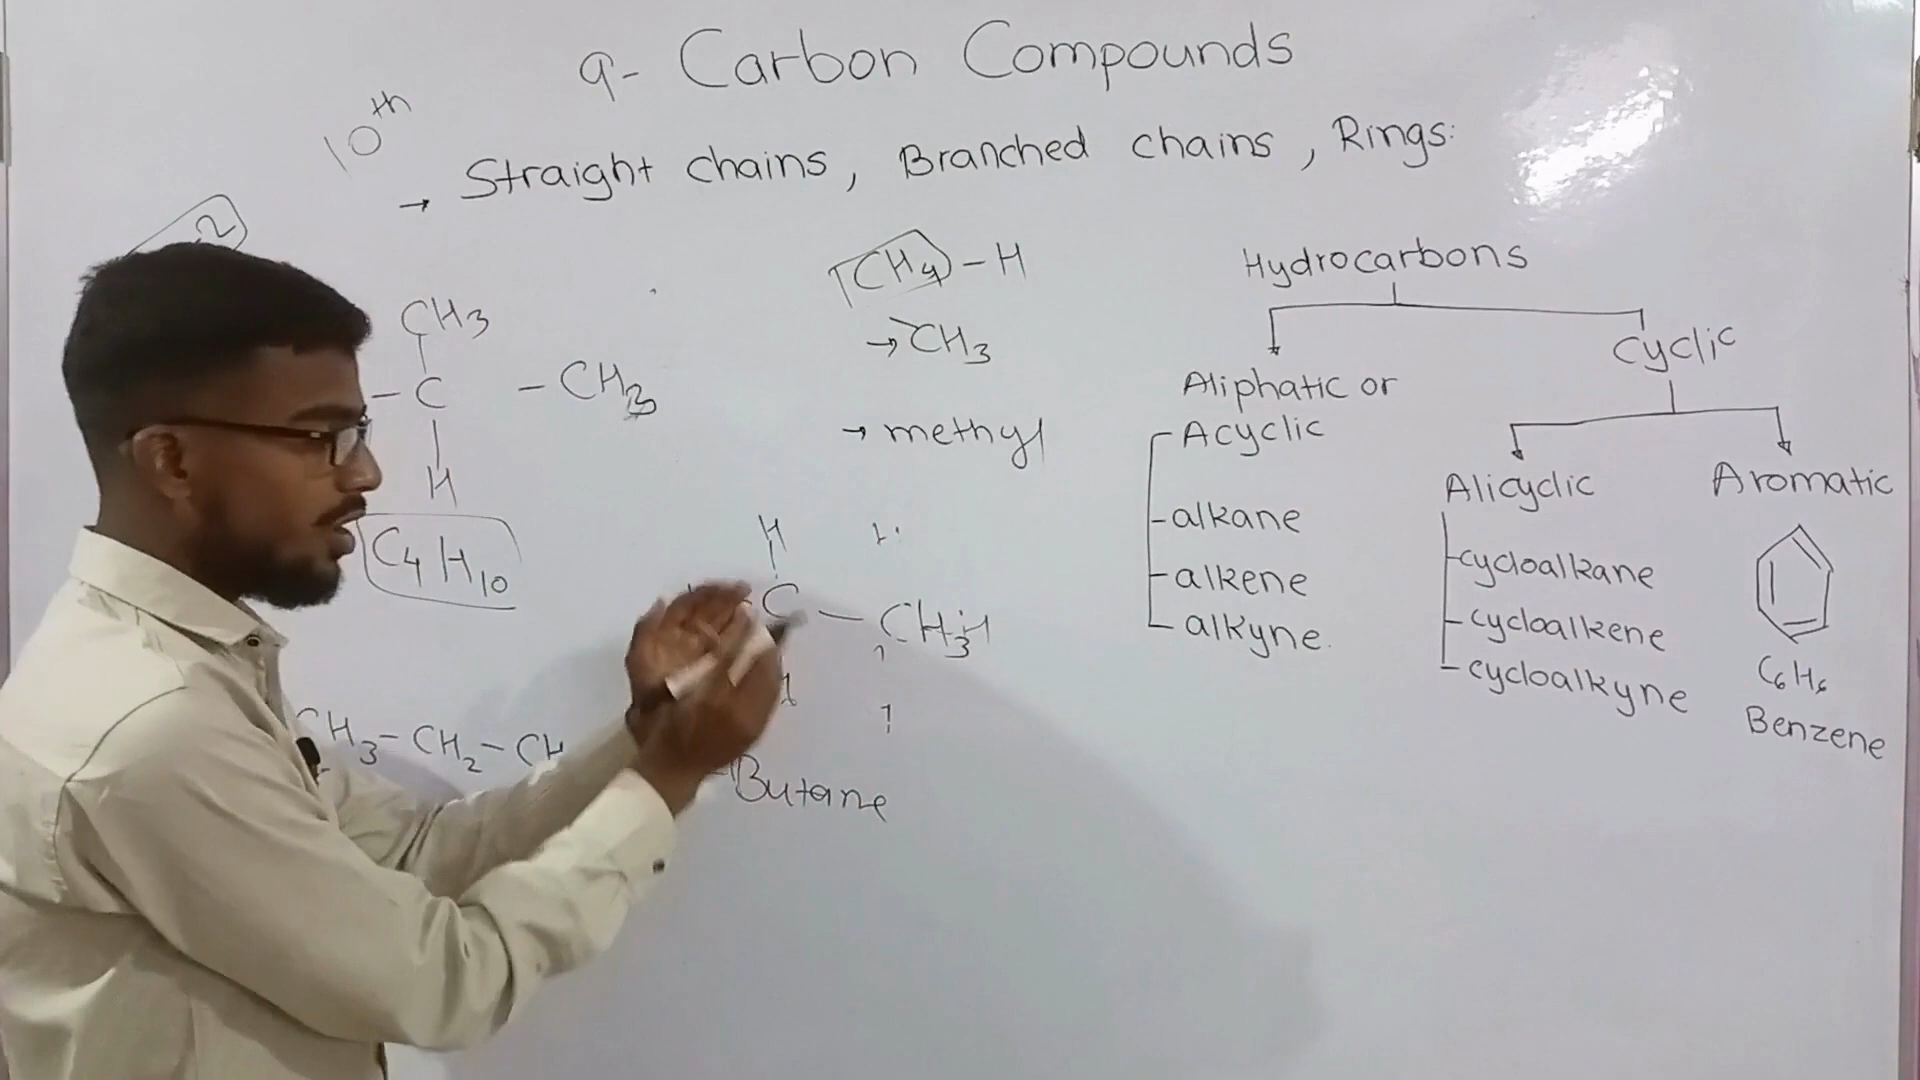 9- Carbon Compounds
10th
→ Straight chains, Branched chains, Rings:
2
CH3
- C - CH3
H
C4H10
CH4 - H
→ CH3
→ methyl
H
C — CH3
CH3-CH2-CH
Butane
Hydrocarbons
Aliphatic or
Acyclic
alkane
alkene
alkyne.
Cyclic
Alicyclic
cycloalkane
cycloalkene
cycloalkyne
Aromatic
C6H6
Benzene